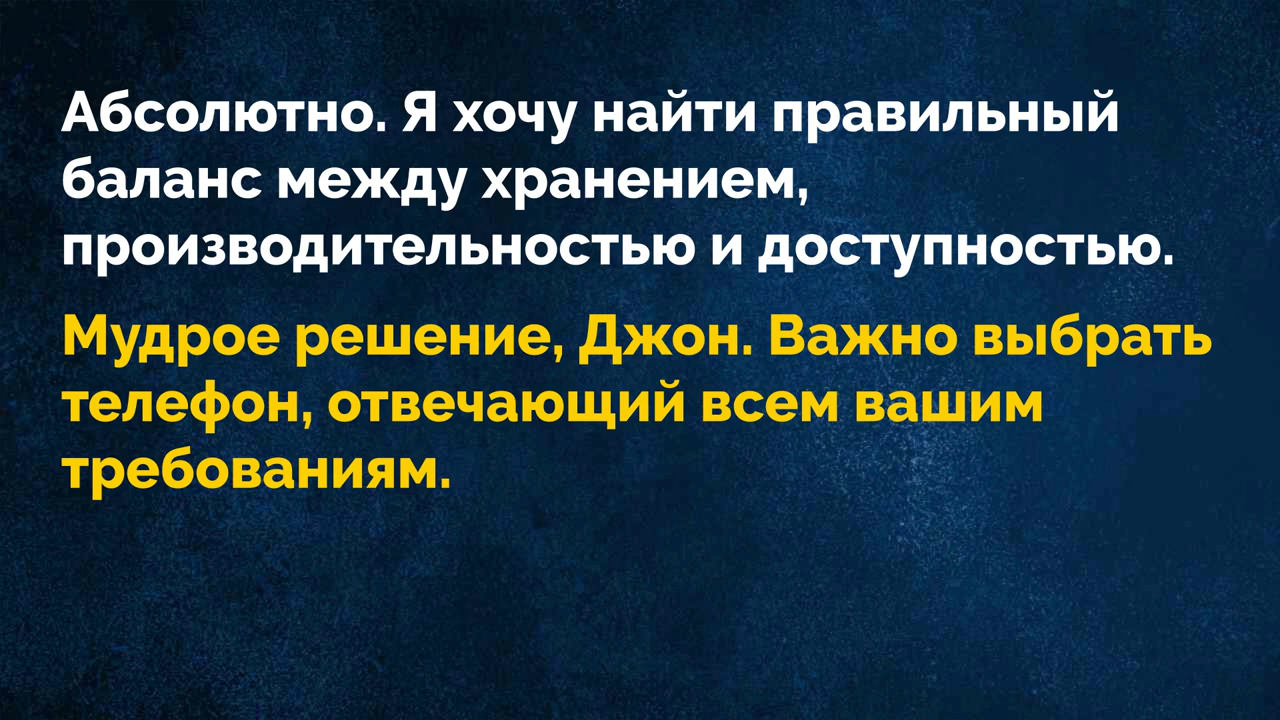 Абсолютно. Я хочу найти правильный
баланс между хранением,
производительностью и доступностью.
Мудрое решение, Джон. Важно выбрать
телефон, отвечающий всем вашим
требованиям.